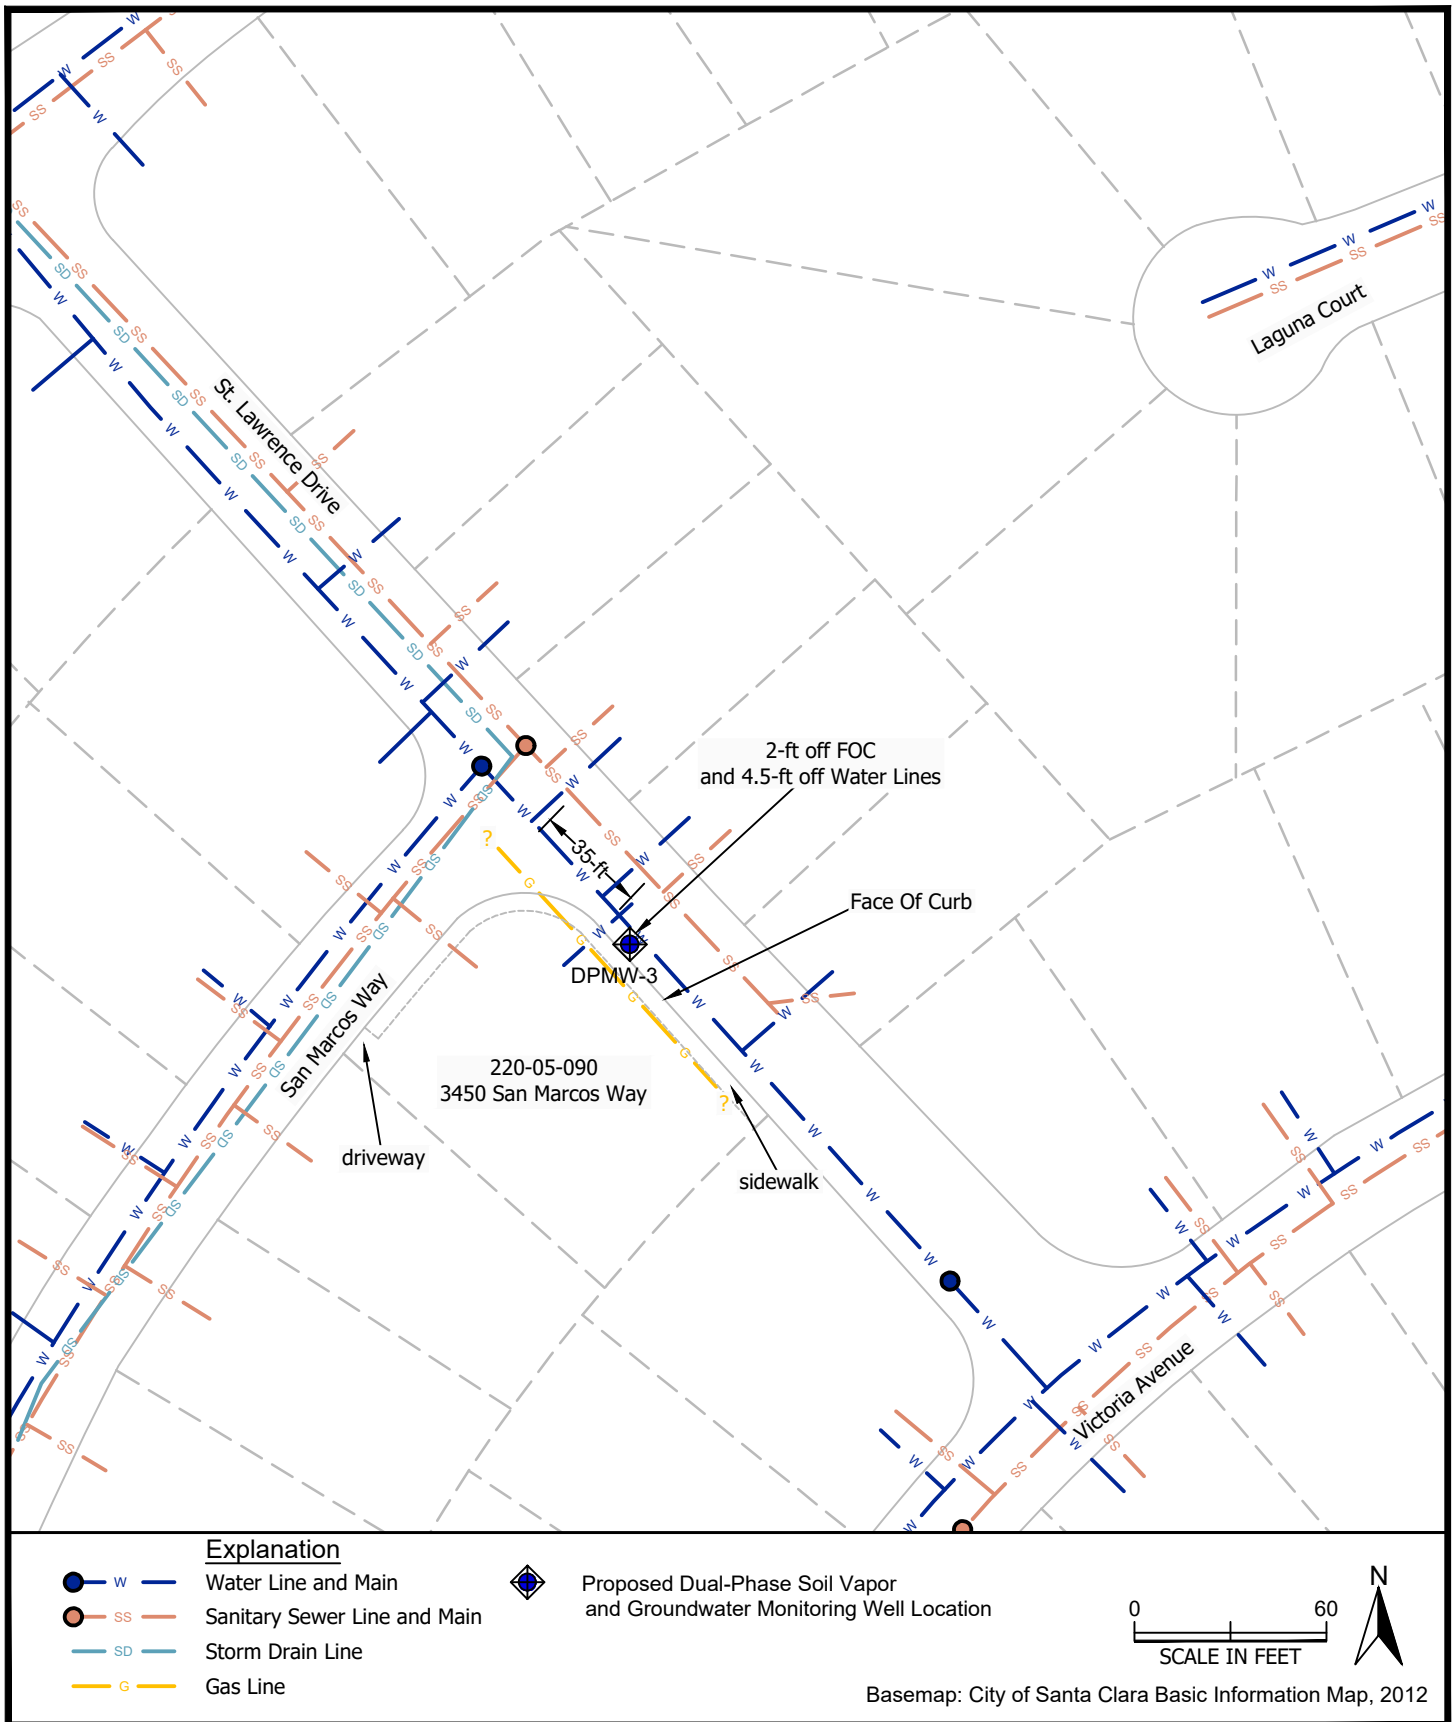 St. Lawrence Drive
Laguna Court
2-ft off FOC
and 4.5-ft off Water Lines
35-ft
Face Of Curb
DPMW-3
San Marcos Way
220-05-090
3450 San Marcos Way
driveway
sidewalk
Victoria Avenue
?
?
Explanation
W
Water Line and Main
SS
Sanitary Sewer Line and Main
SD
Storm Drain Line
G
Gas Line
Proposed Dual-Phase Soil Vapor
and Groundwater Monitoring Well Location
0 60
SCALE IN FEET
N
Basemap: City of Santa Clara Basic Information Map, 2012